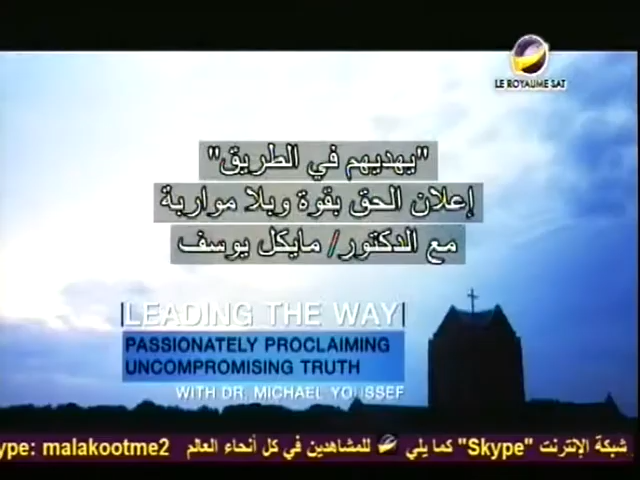 LE ROYAUME SAT
"يهديهم في الطريق"
إعلان الحق بقوة وبلا مواربة
مع الدكتور/ مايكل يوسف
LEADING THE WAY
PASSIONATELY PROCLAIMING
UNCOMPROMISING TRUTH
WITH DR. MICHAEL YOUSSEF
شبكة الإنترنت "Skype" كما يلي للمشاهدين في كل أنحاء العالم ype: malakootme2